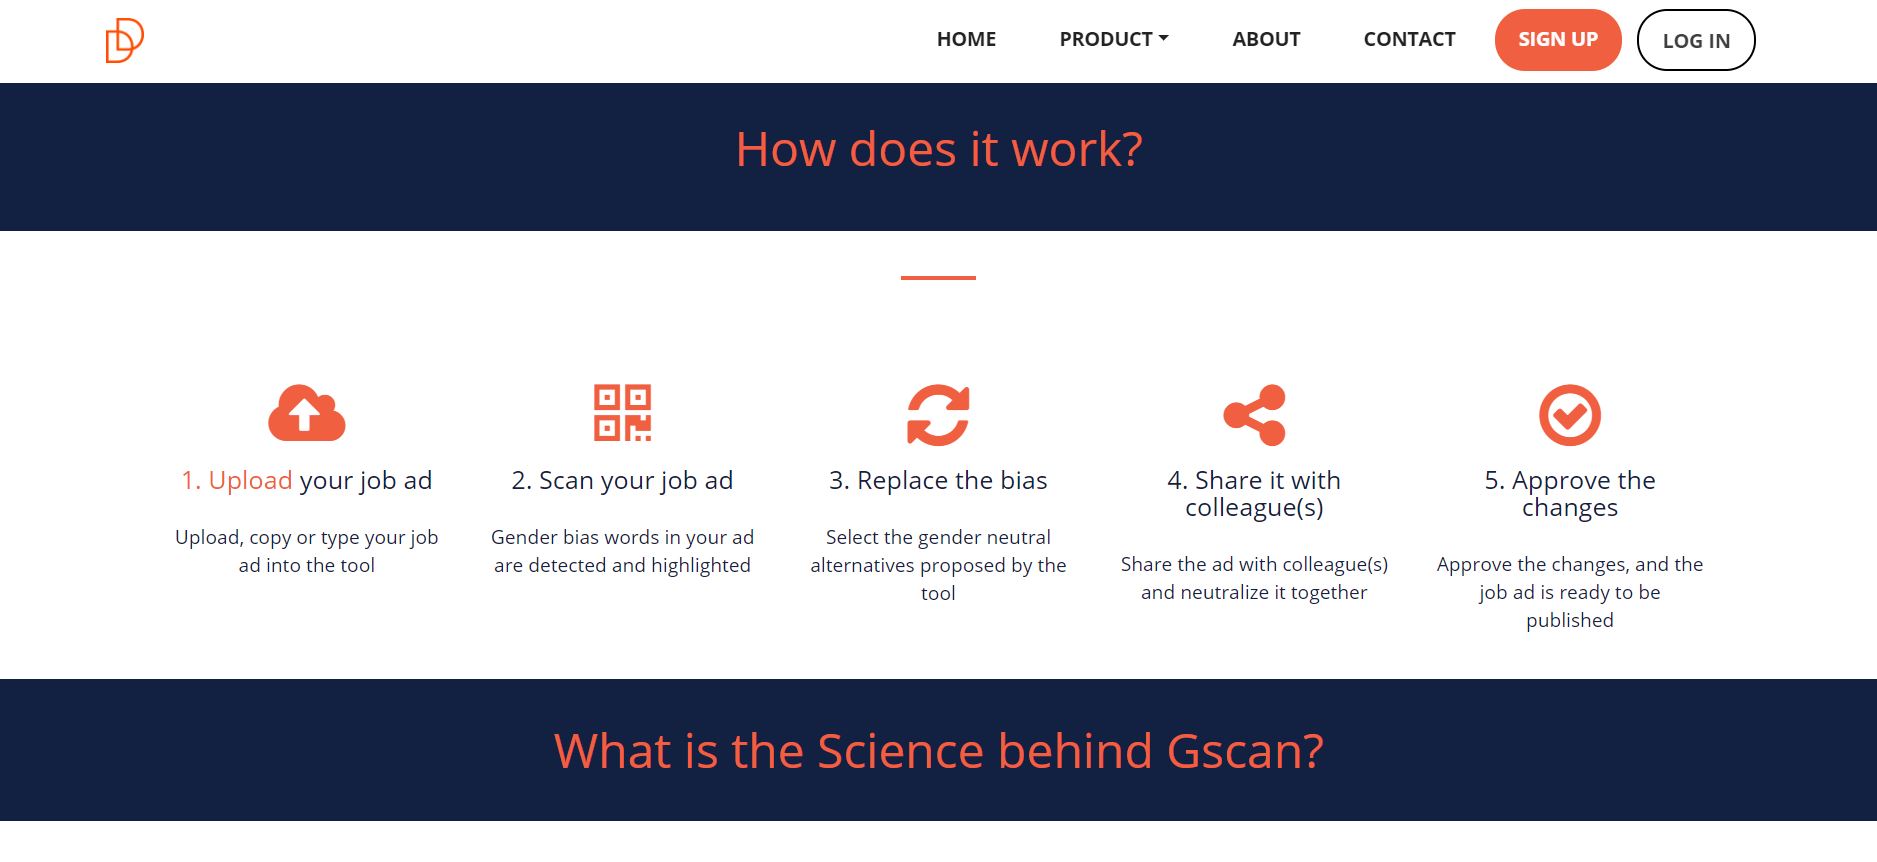 HOME
PRODUCT
ABOUT
CONTACT
SIGN UP
LOG IN
How does it work?
1. Upload your job ad
Upload, copy or type your job
ad into the tool
2. Scan your job ad
Gender bias words in your ad
are detected and highlighted
3. Replace the bias
Select the gender neutral
alternatives proposed by the
tool
4. Share it with
colleague(s)
Share the ad with colleague(s)
and neutralize it together
5. Approve the
changes
Approve the changes, and the
job ad is ready to be
published
What is the Science behind Gscan?